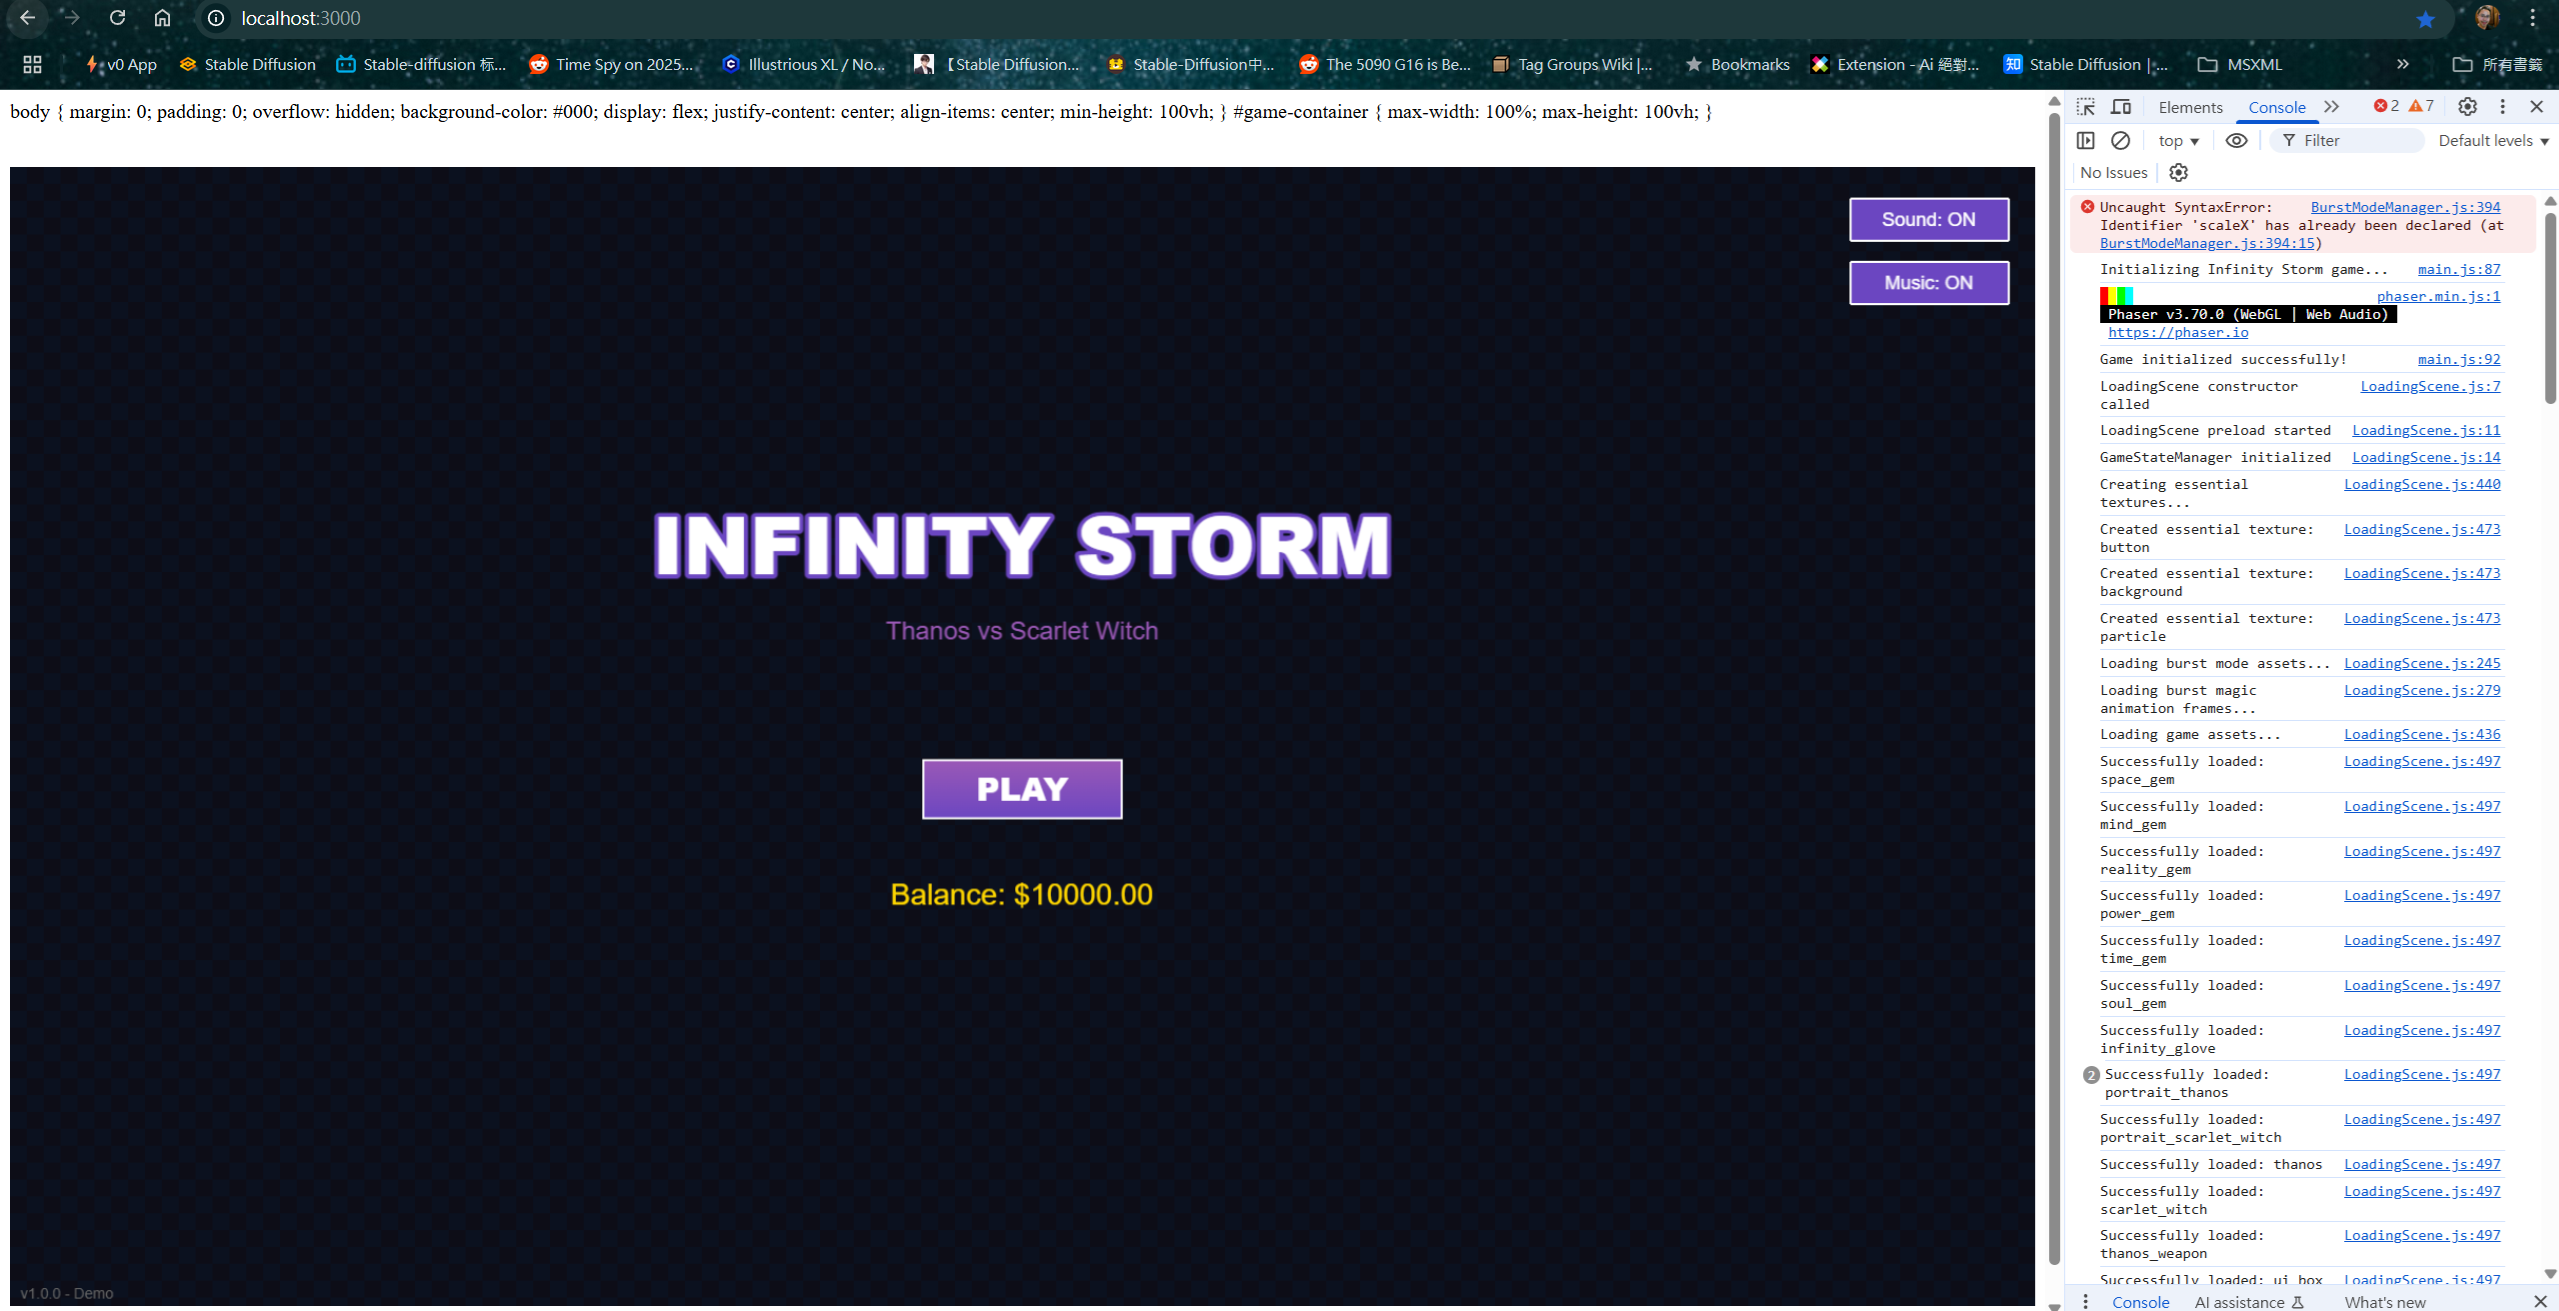 localhost:3000
v0 App
Stable Diffusion
Stable-diffusion 标...
Time Spy on 2025...
Illustrious XL / No...
【Stable Diffusion...
Stable-Diffusion中...
The 5090 G16 is Be...
Tag Groups Wiki |...
Bookmarks
Extension - Ai 絕對...
知
Stable Diffusion | ...
MSXML
»
所有書籤
body { margin: 0; padding: 0; overflow: hidden; background-color: #000; display: flex; justify-content: center; align-items: center; min-height: 100vh; } #game-container { max-width: 100%; max-height: 100vh; }
Sound: ON
Music: ON
INFINITY STORM
Thanos vs Scarlet Witch
PLAY
Balance: $10000.00
v1.0.0 - Demo
Elements
Console
2
7
top
Filter
Default levels
No Issues
Uncaught SyntaxError: BurstModeManager.js:394
Identifier 'scaleX' has already been declared (at
BurstModeManager.js:394:15)
Initializing Infinity Storm game... main.js:87
phaser.min.js:1
Phaser v3.70.0 (WebGL | Web Audio)
https://phaser.io
Game initialized successfully! main.js:92
LoadingScene constructor LoadingScene.js:7
called
LoadingScene preload started LoadingScene.js:11
GameStateManager initialized LoadingScene.js:14
Creating essential LoadingScene.js:440
textures...
Created essential texture: LoadingScene.js:473
button
Created essential texture: LoadingScene.js:473
background
Created essential texture: LoadingScene.js:473
particle
Loading burst mode assets... LoadingScene.js:245
Loading burst magic LoadingScene.js:279
animation frames...
Loading game assets... LoadingScene.js:436
Successfully loaded: LoadingScene.js:497
space_gem
Successfully loaded: LoadingScene.js:497
mind_gem
Successfully loaded: LoadingScene.js:497
reality_gem
Successfully loaded: LoadingScene.js:497
power_gem
Successfully loaded: LoadingScene.js:497
time_gem
Successfully loaded: LoadingScene.js:497
soul_gem
Successfully loaded: LoadingScene.js:497
infinity_glove
2 Successfully loaded: LoadingScene.js:497
portrait_thanos
Successfully loaded: LoadingScene.js:497
portrait_scarlet_witch
Successfully loaded: thanos LoadingScene.js:497
Successfully loaded: LoadingScene.js:497
scarlet_witch
Successfully loaded: LoadingScene.js:497
thanos_weapon
Successfully loaded: ui_box LoadingScene.js:497
Console
AI assistance
What's new